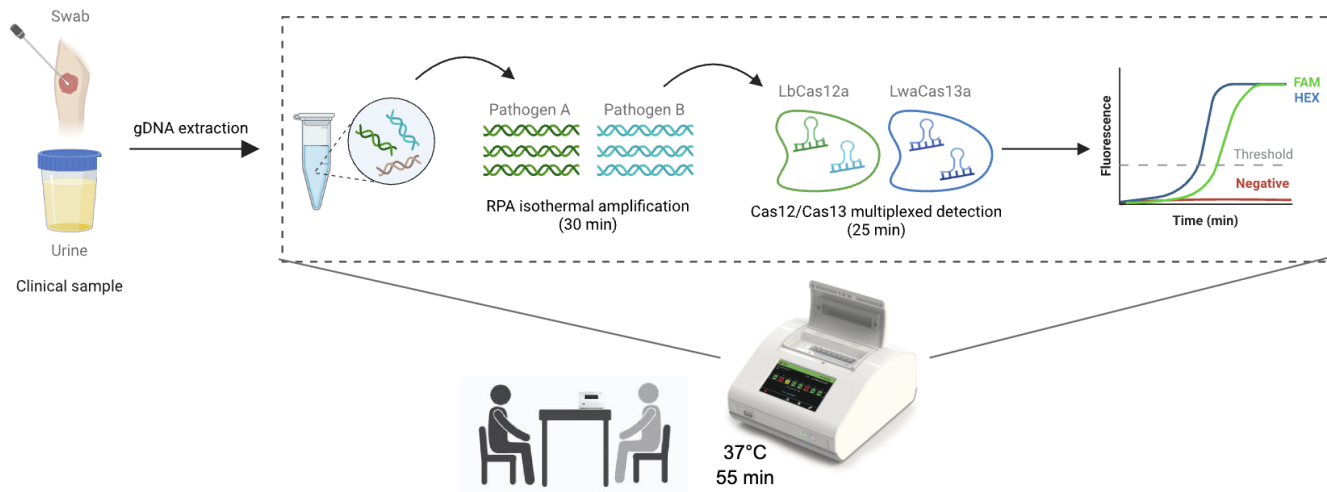 Swab
Urine
Clinical sample
gDNA extraction
Pathogen A
Pathogen B
RPA isothermal amplification
(30 min)
LbCas12a
LwaCas13a
Cas12/Cas13 multiplexed detection
(25 min)
Fluorescence
FAM
HEX
Threshold
Negative
Time (min)
37°C
55 min